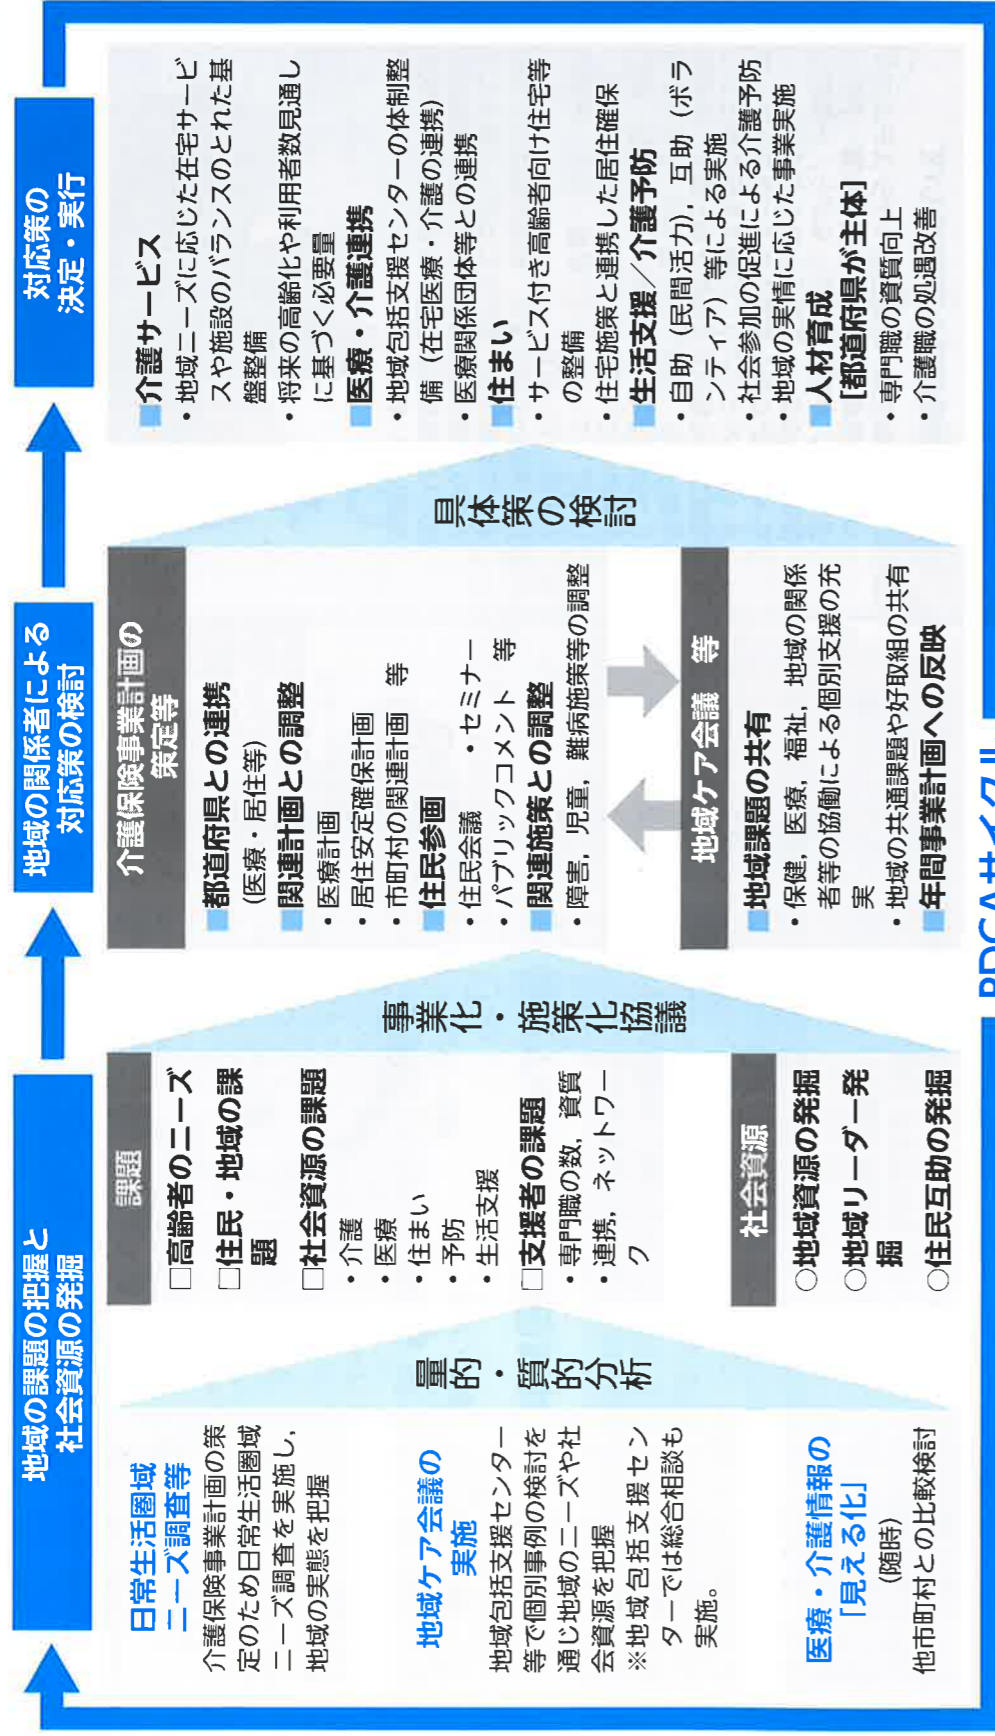 地域の課題の把握と
社会資源の発掘
地域の関係者による
対応策の検討
対応策の
決定・実行
日常生活圏域
ニーズ調査等
介護保険事業計画の策
定のため日常生活圏域
ニーズ調査を実施し,
地域の実態を把握
地域ケア会議の
実施
地域包括支援センター
等で個別事例の検討を
通じ地域のニーズや社
会資源を把握
※地域包括支援セン
ターでは総合相談も
実施。
医療・介護情報の
「見える化」
(随時)
他市町村との比較検討
量的・質的分析
課題
□高齢者のニーズ
□住民・地域の課
題
□社会資源の課題
・介護
・医療
・住まい
・予防
・生活支援
□支援者の課題
・専門職の数, 資質
・連携, ネットワー
ク
社会資源
○地域資源の発掘
○地域リーダー発
掘
○住民互助の発掘
事業化・施策化協議
介護保険事業計画の
策定等
■都道府県との連携
(医療・居住等)
■関連計画との調整
・医療計画
・居住安定確保計画
・市町村の関連計画 等
■住民参画
・住民会議 ・セミナー
・パブリックコメント 等
■関連施策との調整
・障害, 児童, 難病施策等の調整
地域ケア会議 等
■地域課題の共有
・保健, 医療, 福祉, 地域の関係
者等の協働による個別支援の充
実
・地域の共通課題や好取組の共有
■年間事業計画への反映
具体策の検討
■介護サービス
・地域ニーズに応じた在宅サービ
スや施設のバランスのとれた基
盤整備
・将来の高齢化や利用者数見通し
に基づく必要量
■医療・介護連携
・地域包括支援センターの体制整
備(在宅医療・介護の連携)
・医療関係団体等との連携
■住まい
・サービス付き高齢者向け住宅等
の整備
・住宅施策と連携した居住確保
■生活支援/介護予防
・自助(民間活力), 互助(ボラ
ンティア)等による実施
・社会参加の促進による介護予防
・地域の実情に応じた事業実施
■人材育成
[都道府県が主体]
・専門職の資質向上
・介護職の処遇改善
PDCAサイクル